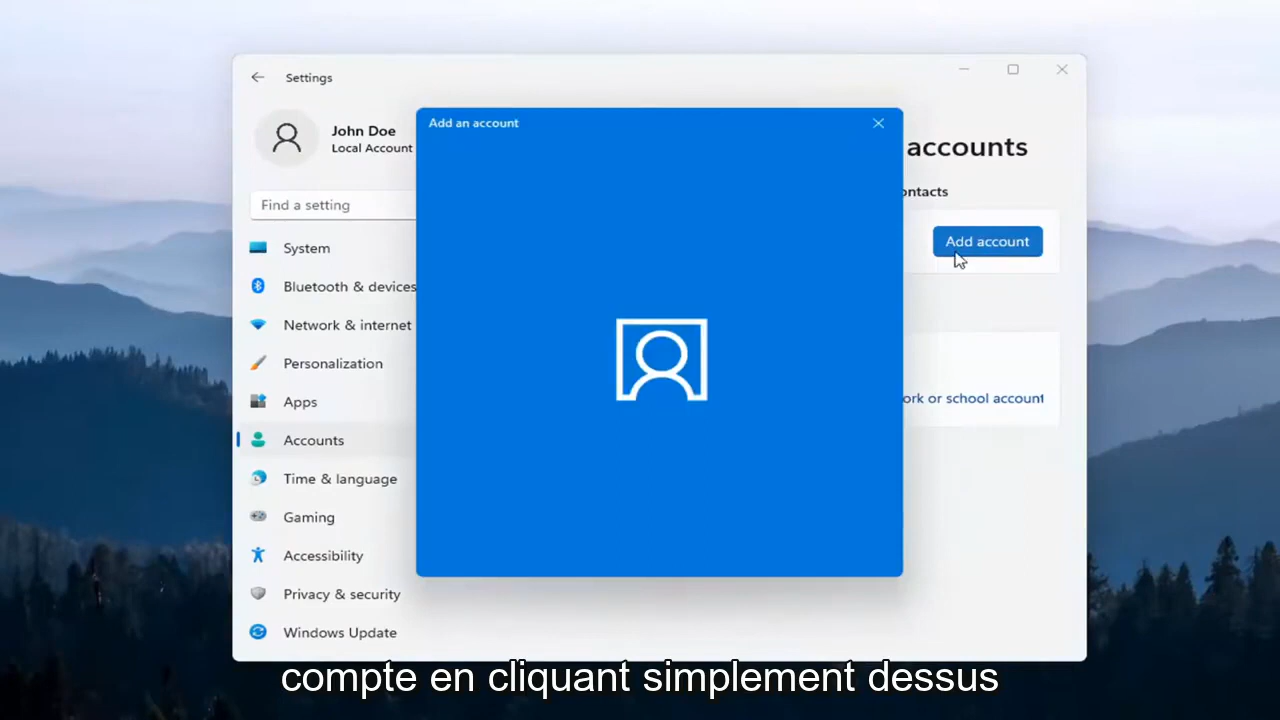 Settings
John Doe
Local Account
Find a setting
System
Bluetooth & devices
Network & internet
Personalization
Apps
Accounts
Time & language
Gaming
Accessibility
Privacy & security
Windows Update
Add an account
accounts
ontacts
Add account
ork or school account
compte en cliquant simplement dessus